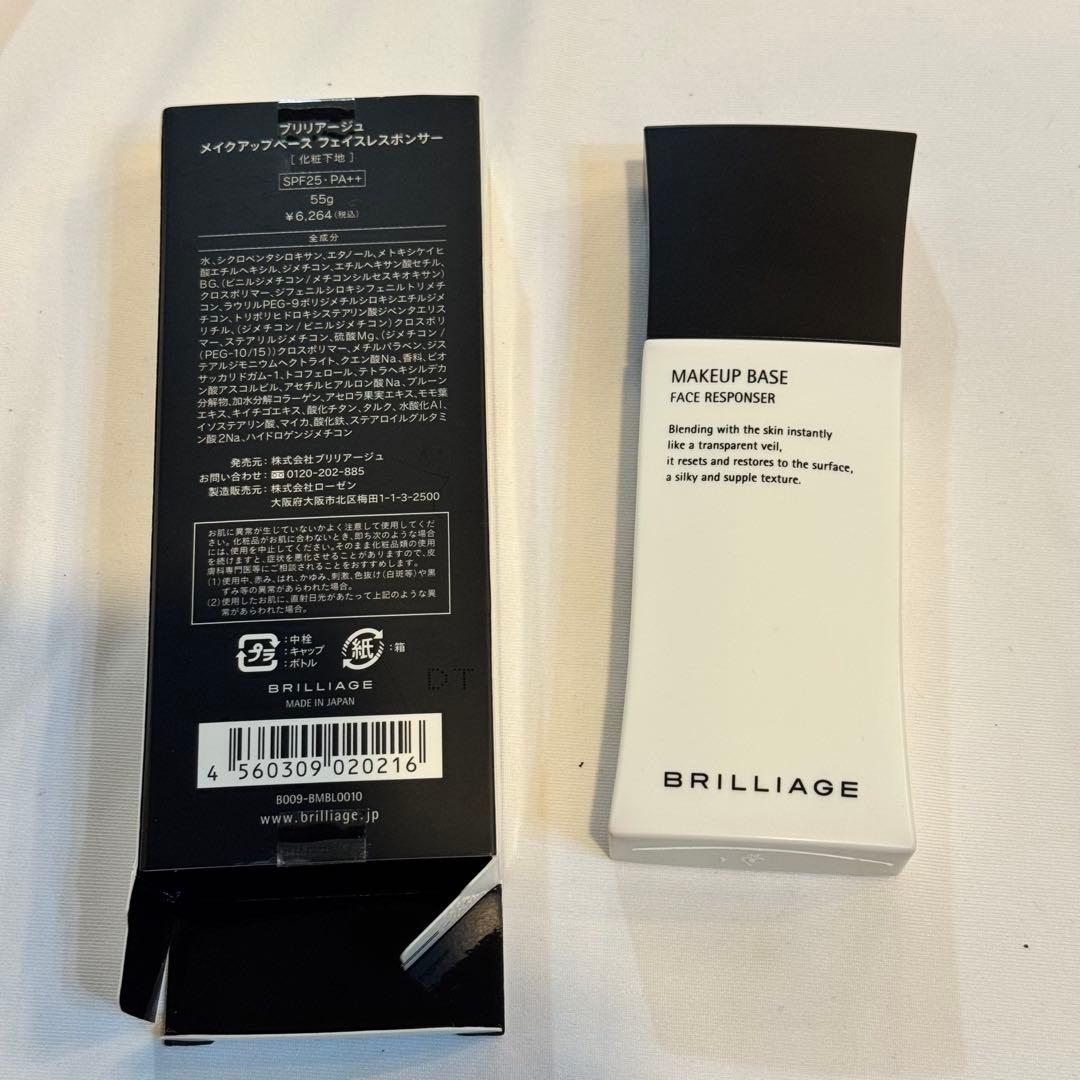 ブリリアージュ
メイクアップベース フェイスレスポンサー
[ 化粧下地 ]
SPF25・PA++
55g
¥6,264(税込)
全成分
水、シクロペンタシロキサン、エタノール、メトキシケイヒ
酸エチルヘキシル、ジメチコン、エチルヘキサン酸セチル、
BG、(ビニルジメチコン/メチコンシルセスキオキサン)
クロスポリマー、ジフェニルシロキシフェニルトリメチ
コン、ラウリルPEG-9ポリジメチルシロキシエチルジメ
チコン、トリポリヒドロキシステアリン酸ジペンタエリス
リチル、(ジメチコン/ビニルジメチコン)クロスポリ
マー、ステアリルジメチコン、硫酸Mg、(ジメチコン/
(PEG-10/15))クロスポリマー、メチルパラベン、ジス
テアルジモニウムヘクトライト、クエン酸Na、香料、ビオ
サッカリドガム-1、トコフェロール、テトラヘキシルデカ
ン酸アスコルビル、アセチルヒアルロン酸Na、プルーン
分解物、加水分解コラーゲン、アセロラ果実エキス、モモ葉
エキス、キイチゴエキス、酸化チタン、タルク、水酸化Al、
イソステアリン酸、マイカ、酸化鉄、ステアロイルグルタミ
ン酸2Na、ハイドロゲンジメチコン
発売元:株式会社ブリリアージュ
お問い合わせ:0120-202-885
製造販売元:株式会社ローゼン
大阪府大阪市北区梅田1-1-3-2500
お肌に異常が生じていないかよく注意して使用してくだ
さい。化粧品がお肌に合わないとき、即ち次のような場合
には、使用を中止してください。そのまま化粧品類の使用
を続けますと、症状を悪化させることがありますので、皮
膚科専門医等にご相談されることをおすすめします。
(1)使用中、赤み、はれ、かゆみ、刺激、色抜け(白斑等)や黒
ずみ等の異常があらわれた場合。
(2)使用したお肌に、直射日光があたって上記のような異
常があらわれた場合。
プラ :中栓
:キャップ
:ボトル
紙 :箱
BRILLIAGE
MADE IN JAPAN
DT
4 560309 020216
B009-BMBL0010
www.brilliage.jp
MAKEUP BASE
FACE RESPONSER
Blending with the skin instantly
like a transparent veil,
it resets and restores to the surface,
a silky and supple texture.
BRILLIAGE